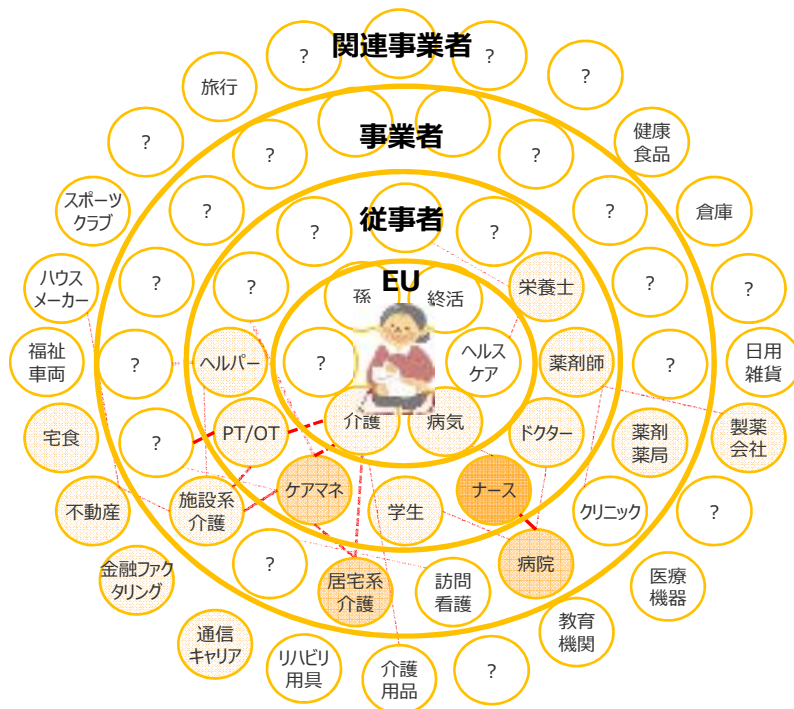 関連事業者
?
?
?
旅行
事業者
?
?
?
健康
食品
スポーツ
クラブ
?
従事者
?
倉庫
?
?
ハウス
メーカー
?
?
EU
栄養士
?
?
孫
終活
福祉
車両
?
ヘルパー
?
ヘルス
ケア
薬剤師
?
日用
雑貨
宅食
?
PT/OT
介護
病気
ドクター
薬剤
薬局
製薬
会社
不動産
施設系
介護
ケアマネ
学生
ナース
クリニック
?
金融ファク
タリング
?
居宅系
介護
訪問
看護
病院
医療
機器
通信
キャリア
リハビリ
用具
介護
用品
?
教育
機関